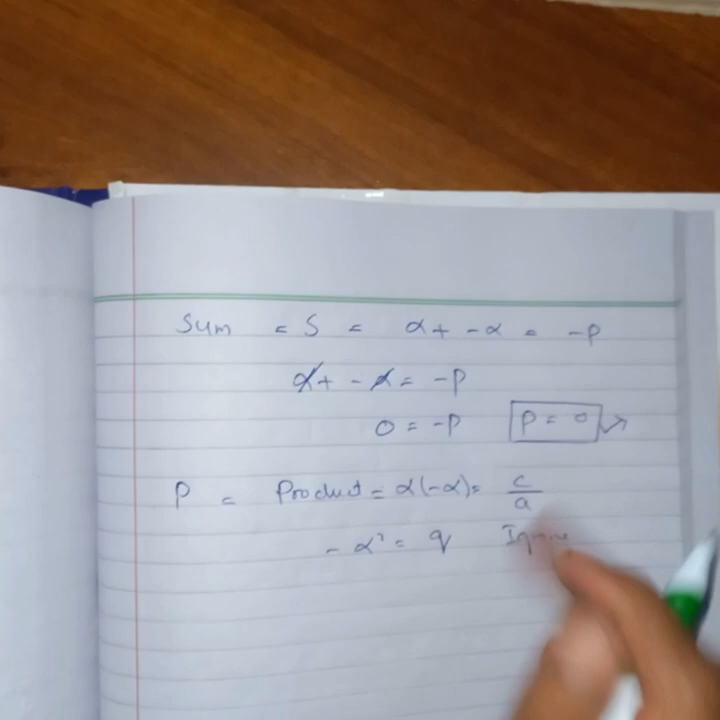 Sum = S = α + - α = -P
α + - α = -P
0 = -P P = 0
P = Product = α(-α) = c/a
- α² = q